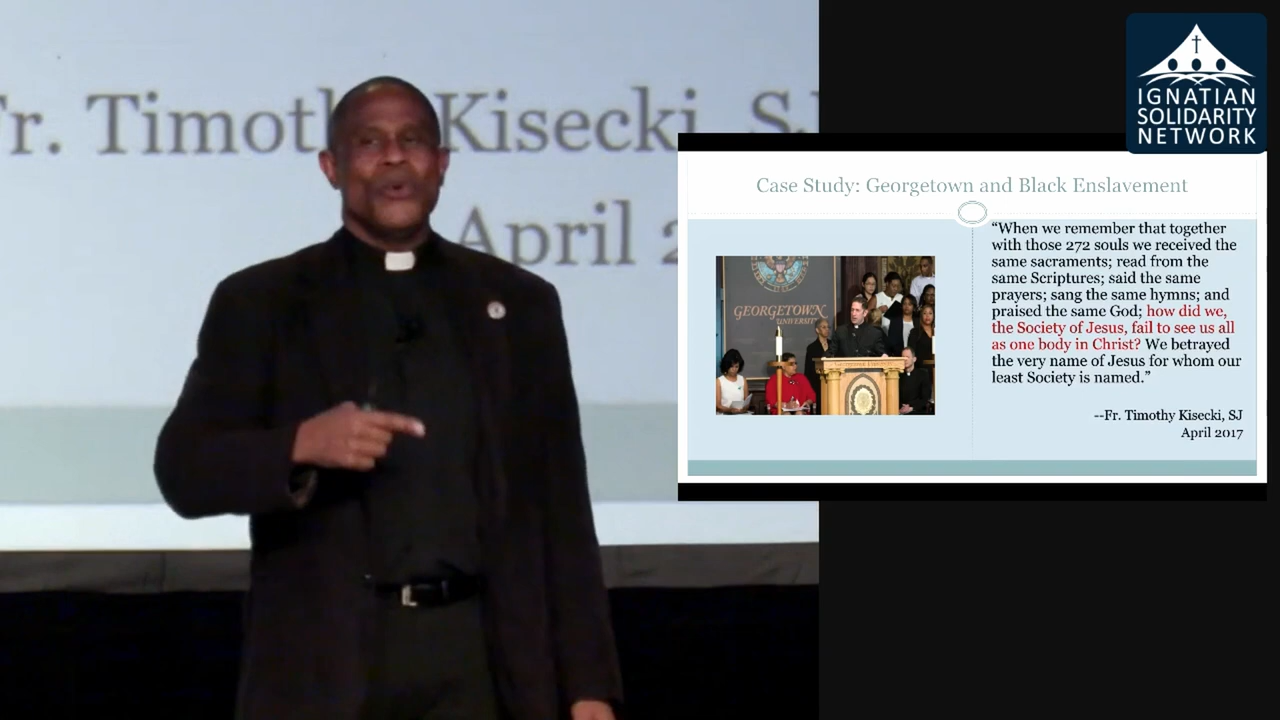 Fr. Timoth Kisecki, SJ
April 2
IGNATIAN
SOLIDARITY
NETWORK
Case Study: Georgetown and Black Enslavement
GEORGETOWN
UNIVERSITY
“When we remember that together
with those 272 souls we received the
same sacraments; read from the
same Scriptures; said the same
prayers; sang the same hymns; and
praised the same God; how did we,
the Society of Jesus, fail to see us all
as one body in Christ? We betrayed
the very name of Jesus for whom our
least Society is named.”
--Fr. Timothy Kisecki, SJ
April 2017